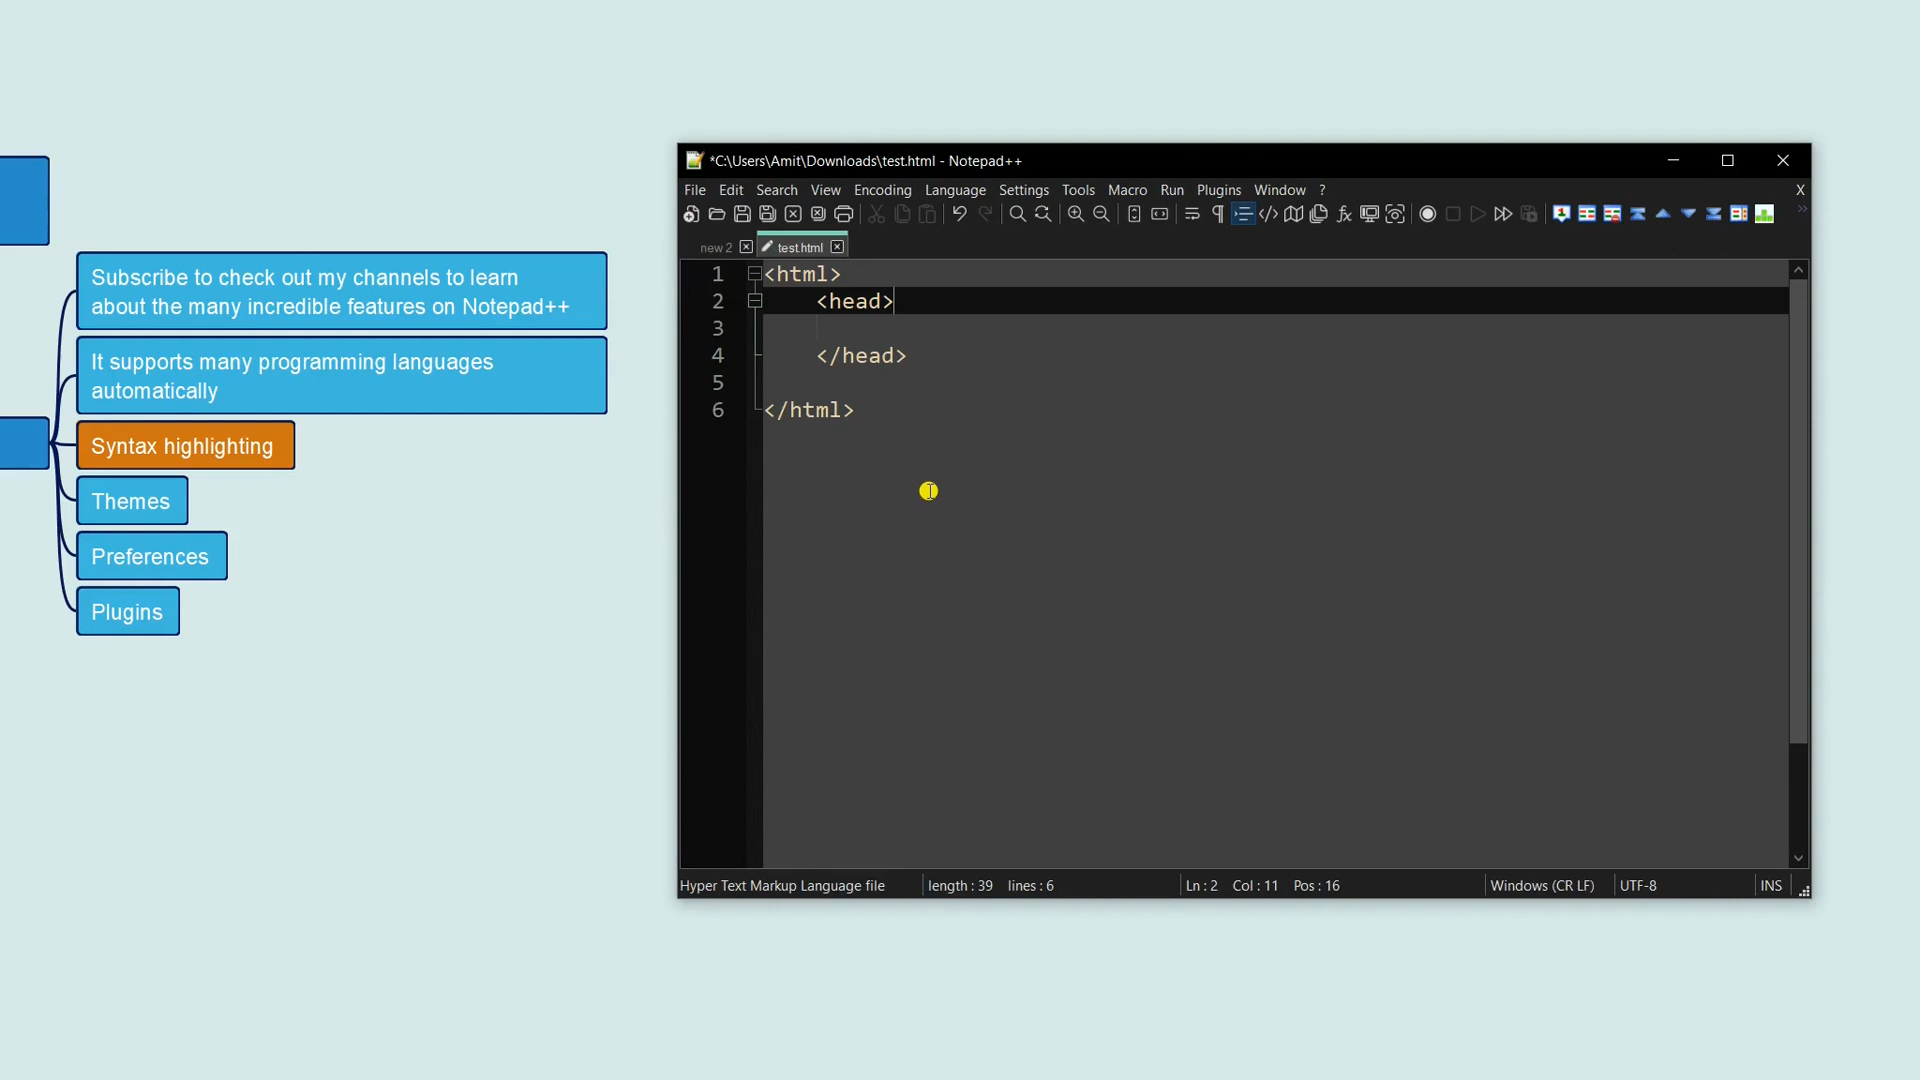 Subscribe to check out my channels to learn
about the many incredible features on Notepad++
It supports many programming languages
automatically
Syntax highlighting
Themes
Preferences
Plugins
*C:\Users\Amit\Downloads\test.html - Notepad++
File Edit Search View Encoding Language Settings Tools Macro Run Plugins Window ? X
new 2 test.html
1 <html>
2 <head>
3
4 </head>
5
6 </html>
Hyper Text Markup Language file length : 39 lines : 6 Ln : 2 Col : 11 Pos : 16 Windows (CR LF) UTF-8 INS